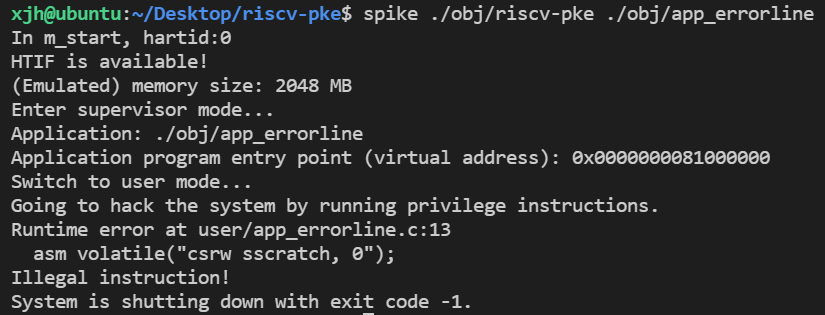 xjh@ubuntu:~/Desktop/riscv-pke$ spike ./obj/riscv-pke ./obj/app_errorline
In m_start, hartid:0
HTIF is available!
(Emulated) memory size: 2048 MB
Enter supervisor mode...
Application: ./obj/app_errorline
Application program entry point (virtual address): 0x0000000081000000
Switch to user mode...
Going to hack the system by running privilege instructions.
Runtime error at user/app_errorline.c:13
  asm volatile("csrw sscratch, 0");
Illegal instruction!
System is shutting down with exit code -1.